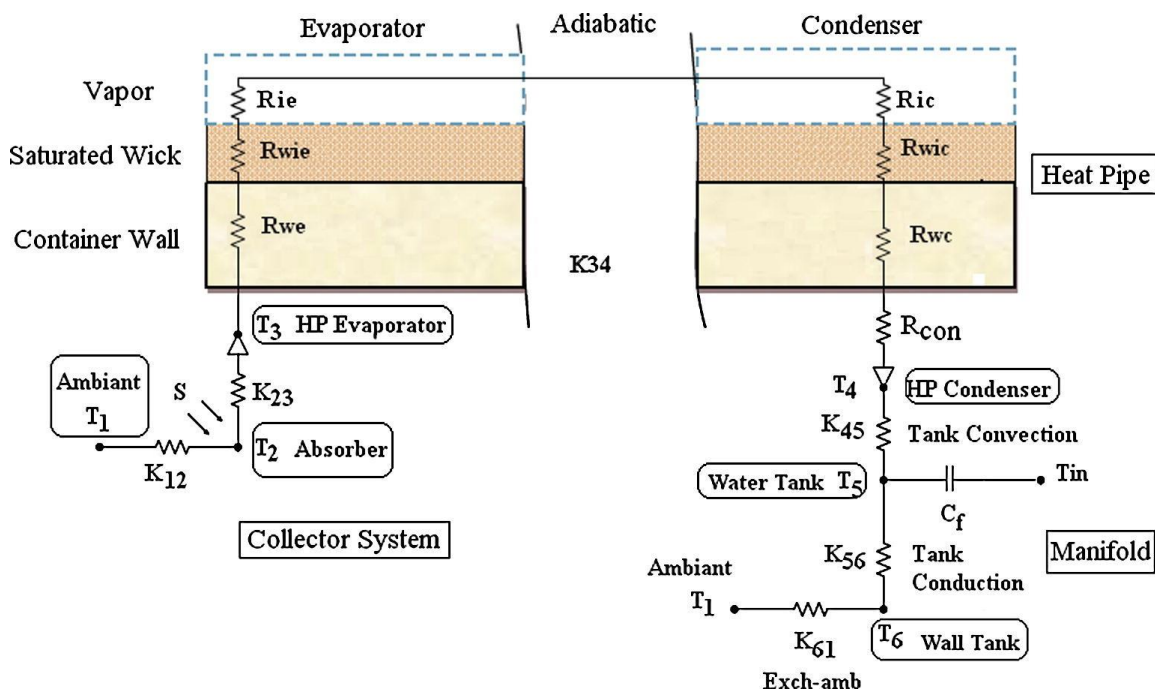 Evaporator
Adiabatic
Condenser
Vapor
Rie
Ric
Saturated Wick
Rwie
Rwic
Heat Pipe
Container Wall
Rwe
Rwc
K34
T3 HP Evaporator
Rcon
Ambiant
T1
S
K23
T4
HP Condenser
K12
T2 Absorber
K45
Tank Convection
Water Tank T5
Tin
Cf
Collector System
K56
Tank
Conduction
Manifold
Ambiant
T1
K61
T6 Wall Tank
Exch-amb